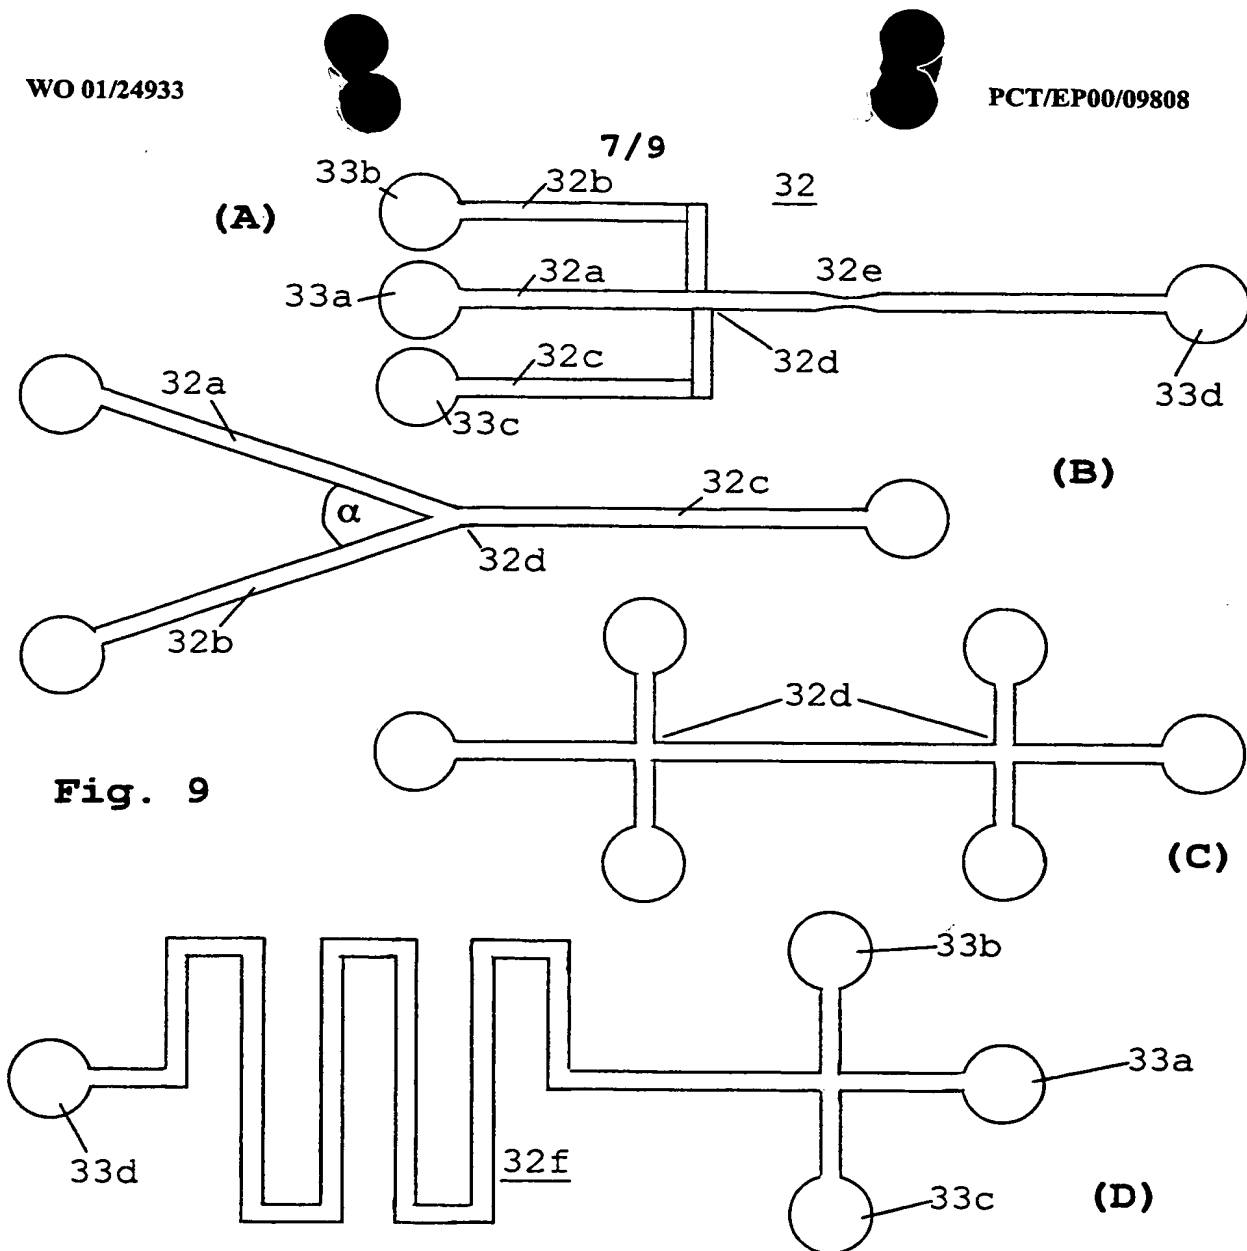 WO 01/24933
PCT/EP00/09808
7/9
33b
32b
32
(A)
32a
32e
33a
32c
32d
33d
33c
32a
(B)
32c
α
32d
32b
32d
Fig. 9
(C)
33b
33a
33d
32f
33c
(D)